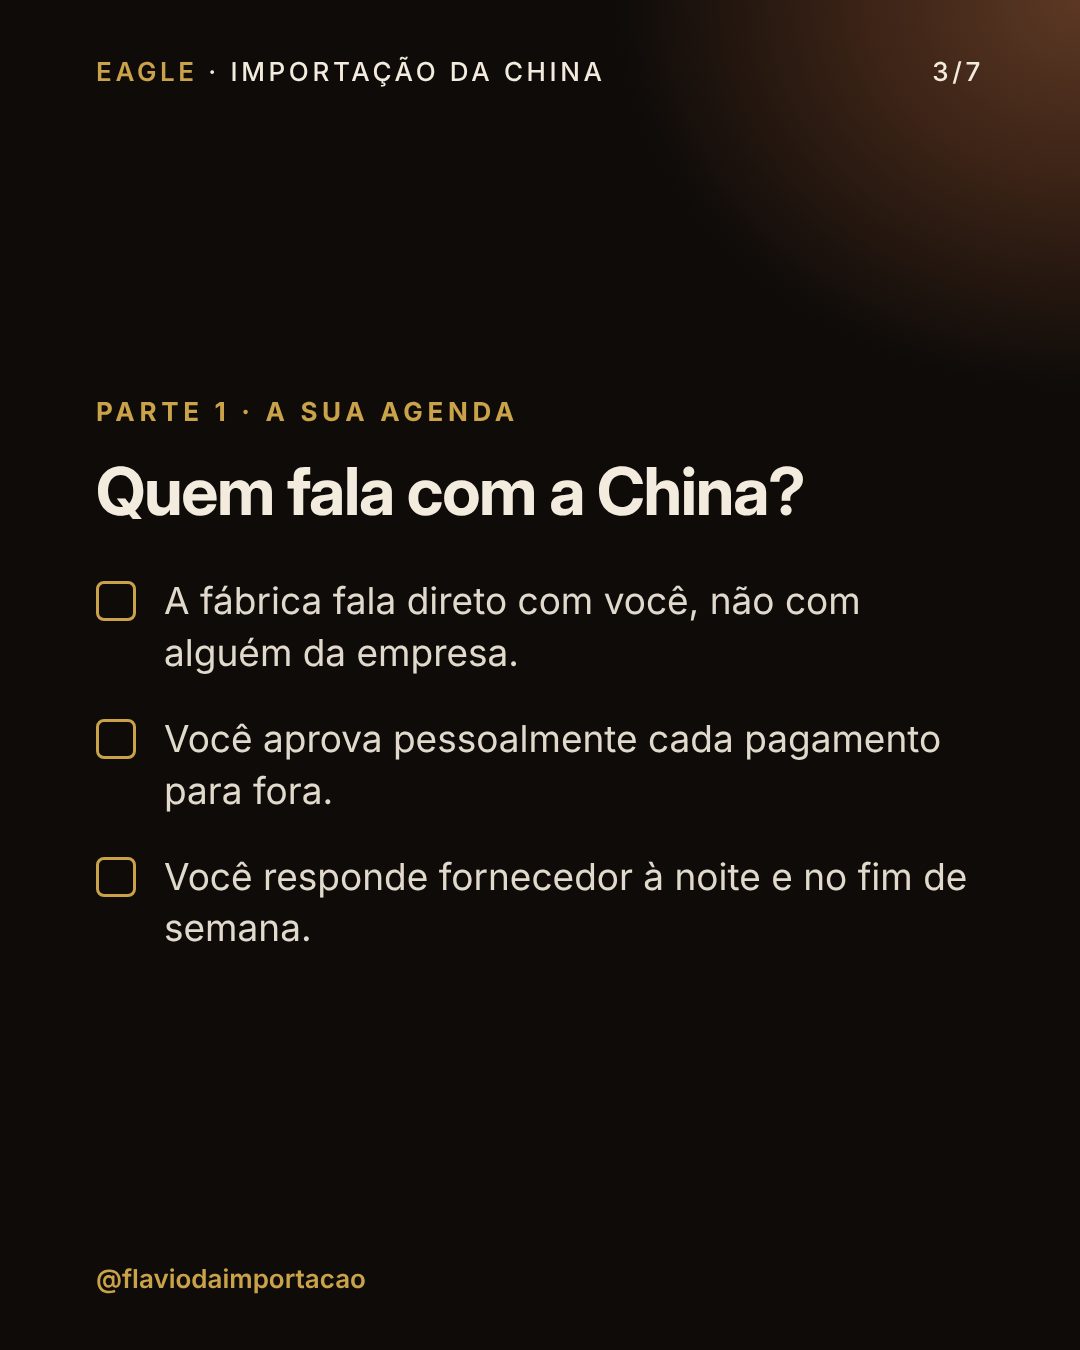 EAGLE · IMPORTAÇÃO DA CHINA
3/7
PARTE 1 · A SUA AGENDA
Quem fala com a China?
A fábrica fala direto com você, não com
alguém da empresa.
Você aprova pessoalmente cada pagamento
para fora.
Você responde fornecedor à noite e no fim de
semana.
@flaviodaimportacao